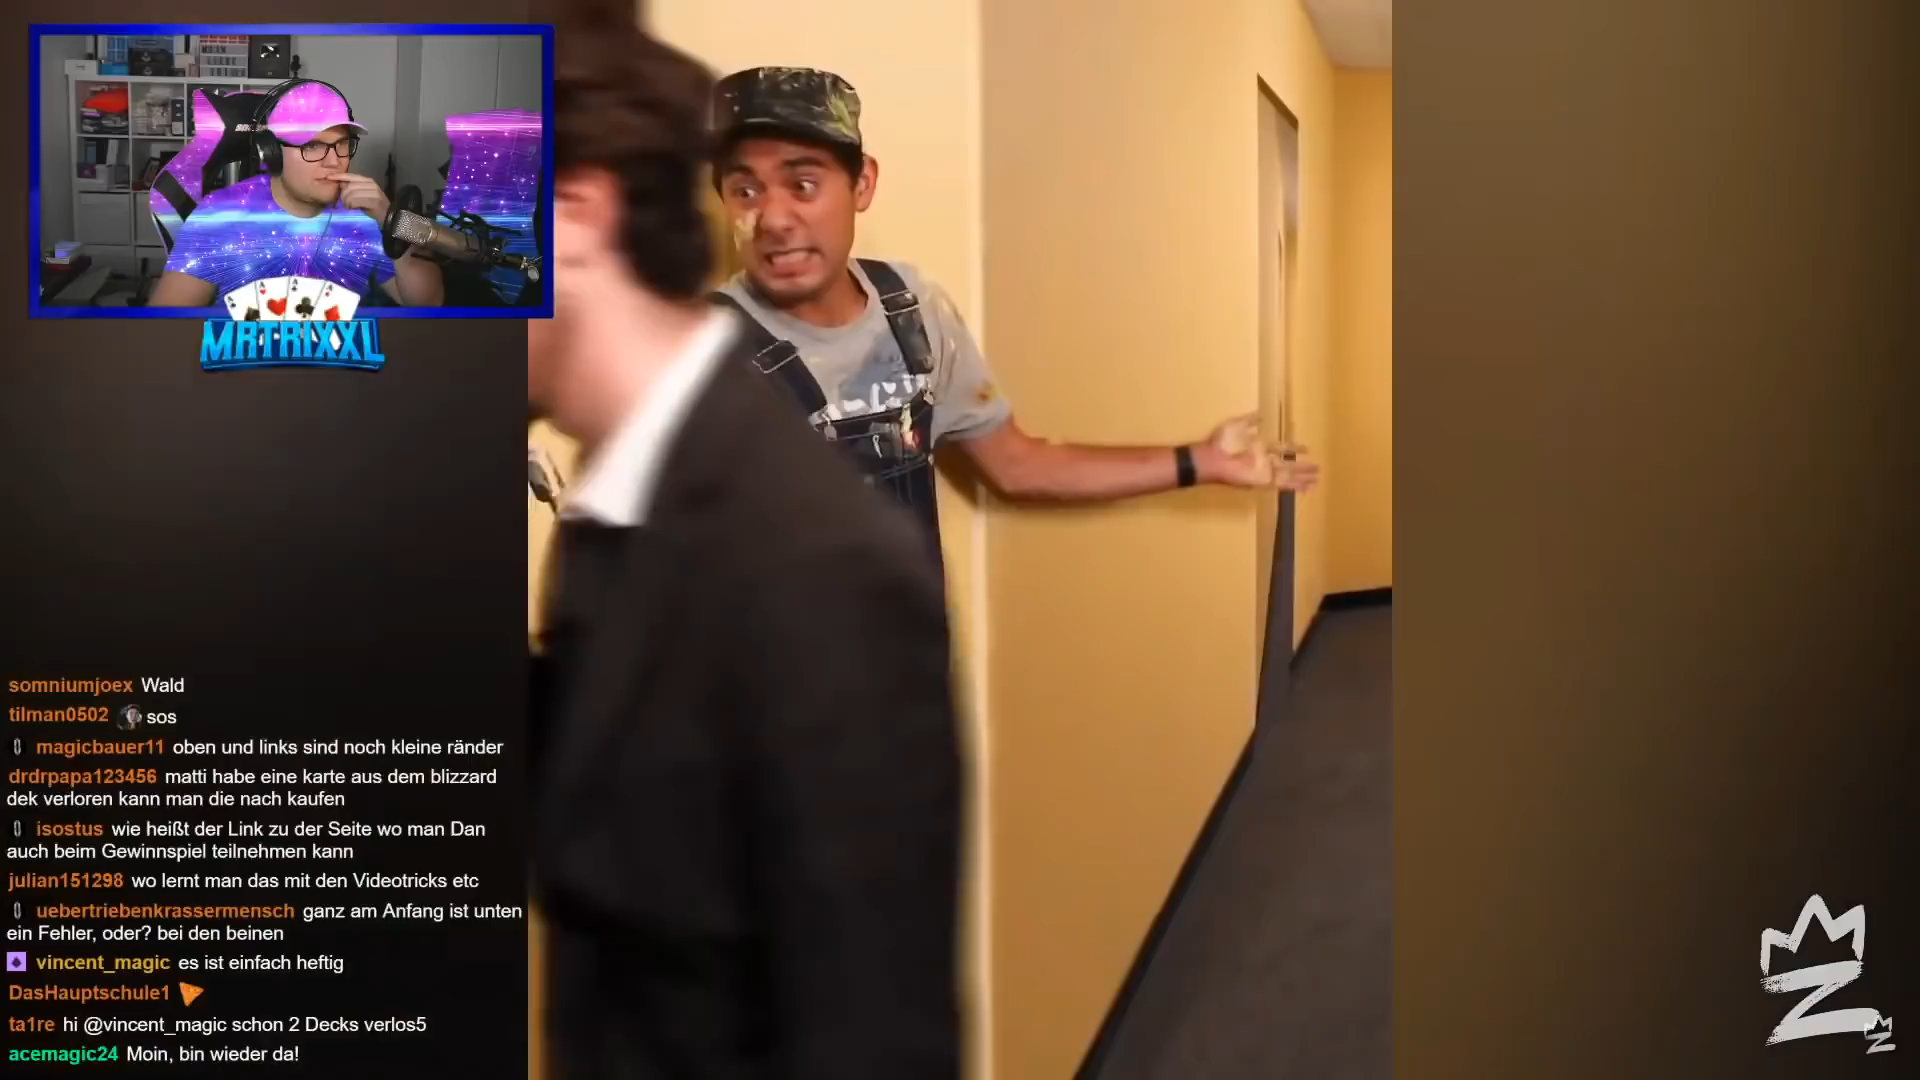 MRTRIXXL
somniumjoex Wald
tilman0502 sos
magicbauer11 oben und links sind noch kleine ränder
drdrpapa123456 matti habe eine karte aus dem blizzard
dek verloren kann man die nach kaufen
isostus wie heißt der Link zu der Seite wo man Dan
auch beim Gewinnspiel teilnehmen kann
julian151298 wo lernt man das mit den Videotricks etc
uebertriebenkrassermensch ganz am Anfang ist unten
ein Fehler, oder? bei den beinen
vincent_magic es ist einfach heftig
DasHauptschule1
ta1re hi @vincent_magic schon 2 Decks verlos5
acemagic24 Moin, bin wieder da!
Z
Z